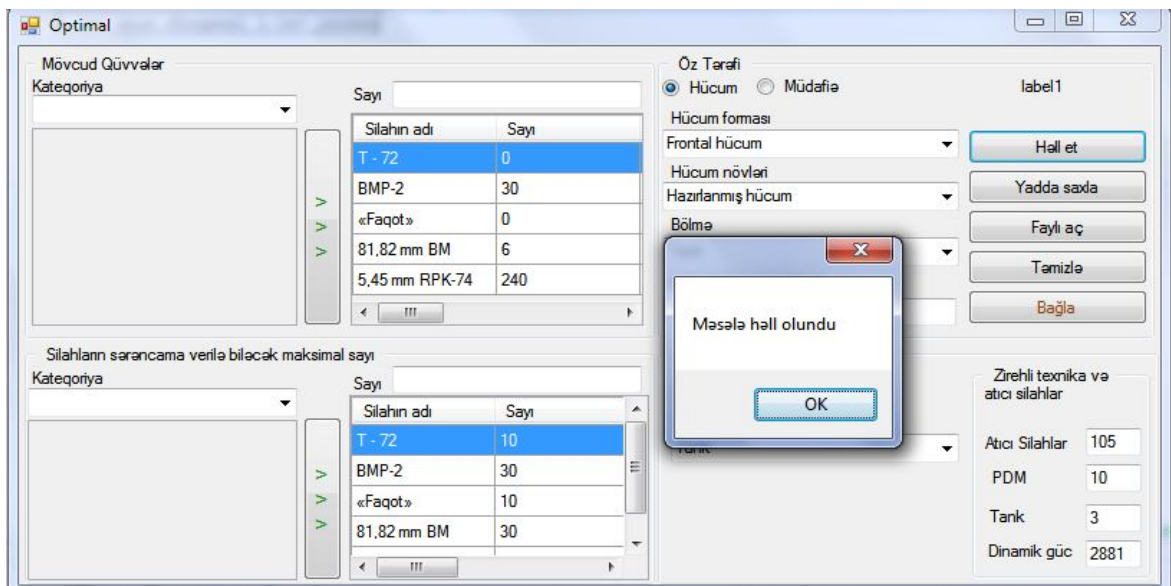 Optimal
Mövcud Qüvvələr
Kateqoriya
Sayı
Silahın adı Sayı
T - 72 0
BMP-2 30
«Faqot» 0
81,82 mm BM 6
5,45 mm RPK-74 240
> > >
Öz Tərəfi
Hücum Müdafiə
label1
Hücum forması
Frontal hücum
Hücum növləri
Hazırlanmış hücum
Bölmə
Həll et
Yadda saxla
Faylı aç
Təmizlə
Bağla
Məsələ həll olundu
OK
Silahların sərəncama verilə biləcək maksimal sayı
Kateqoriya
Sayı
Silahın adı Sayı
T - 72 10
BMP-2 30
«Faqot» 10
81,82 mm BM 30
> > >
Tank
Zirehli texnika və
atıcı silahlar
Atıcı Silahlar 105
PDM 10
Tank 3
Dinamik güc 2881